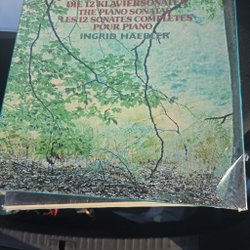 DIE 12 KLAVIERSONATEN
THE PIANO SONATAS
LES 12 SONATES COMPLETES
POUR PIANO
INGRID HAEBLER